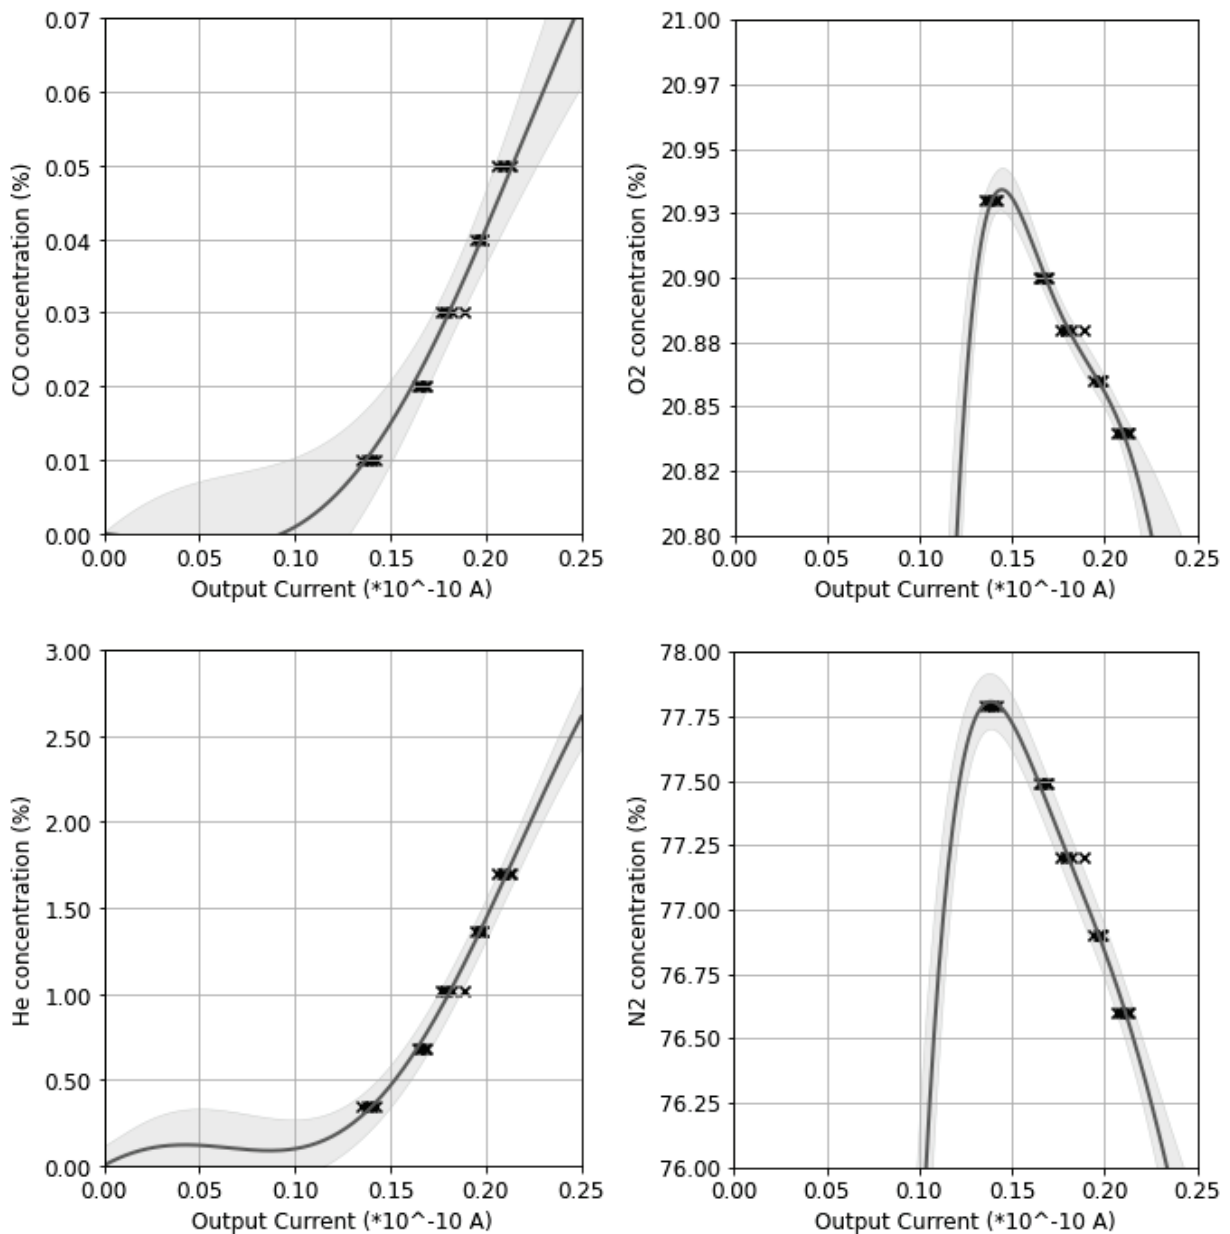 CO concentration (%)
0.07
0.06
0.05
0.04
0.03
0.02
0.01
0.00
0.00 0.05 0.10 0.15 0.20 0.25
Output Current (*10^-10 A)
O2 concentration (%)
21.00
20.97
20.95
20.93
20.90
20.88
20.85
20.82
20.80
0.00 0.05 0.10 0.15 0.20 0.25
Output Current (*10^-10 A)
He concentration (%)
3.00
2.50
2.00
1.50
1.00
0.50
0.00
0.00 0.05 0.10 0.15 0.20 0.25
Output Current (*10^-10 A)
N2 concentration (%)
78.00
77.75
77.50
77.25
77.00
76.75
76.50
76.25
76.00
0.00 0.05 0.10 0.15 0.20 0.25
Output Current (*10^-10 A)